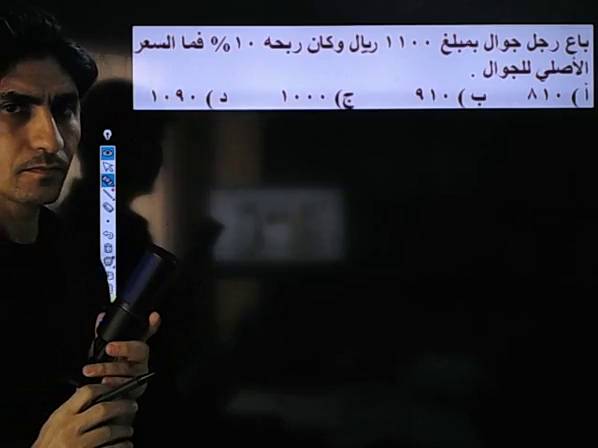 باع رجل جوال بمبلغ ١١٠٠ ريال وكان ربحه ١٠% فما السعر
الأصلي للجوال .
أ ) ٨١٠ ب ) ٩١٠ ج) ١٠٠٠ د ) ١٠٩٠